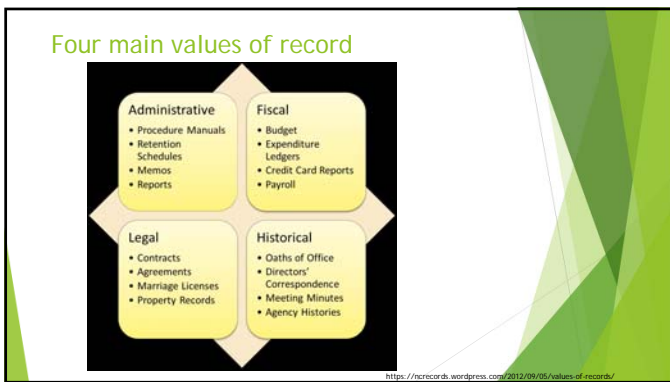 Four main values of record
Administrative
• Procedure Manuals
• Retention
Schedules
• Memos
• Reports
Fiscal
• Budget
• Expenditure
Ledgers
• Credit Card Reports
• Payroll
Legal
• Contracts
• Agreements
• Marriage Licenses
• Property Records
Historical
• Oaths of Office
• Directors'
Correspondence
• Meeting Minutes
• Agency Histories
https://ncrecords.wordpress.com/2012/09/05/values-of-records/